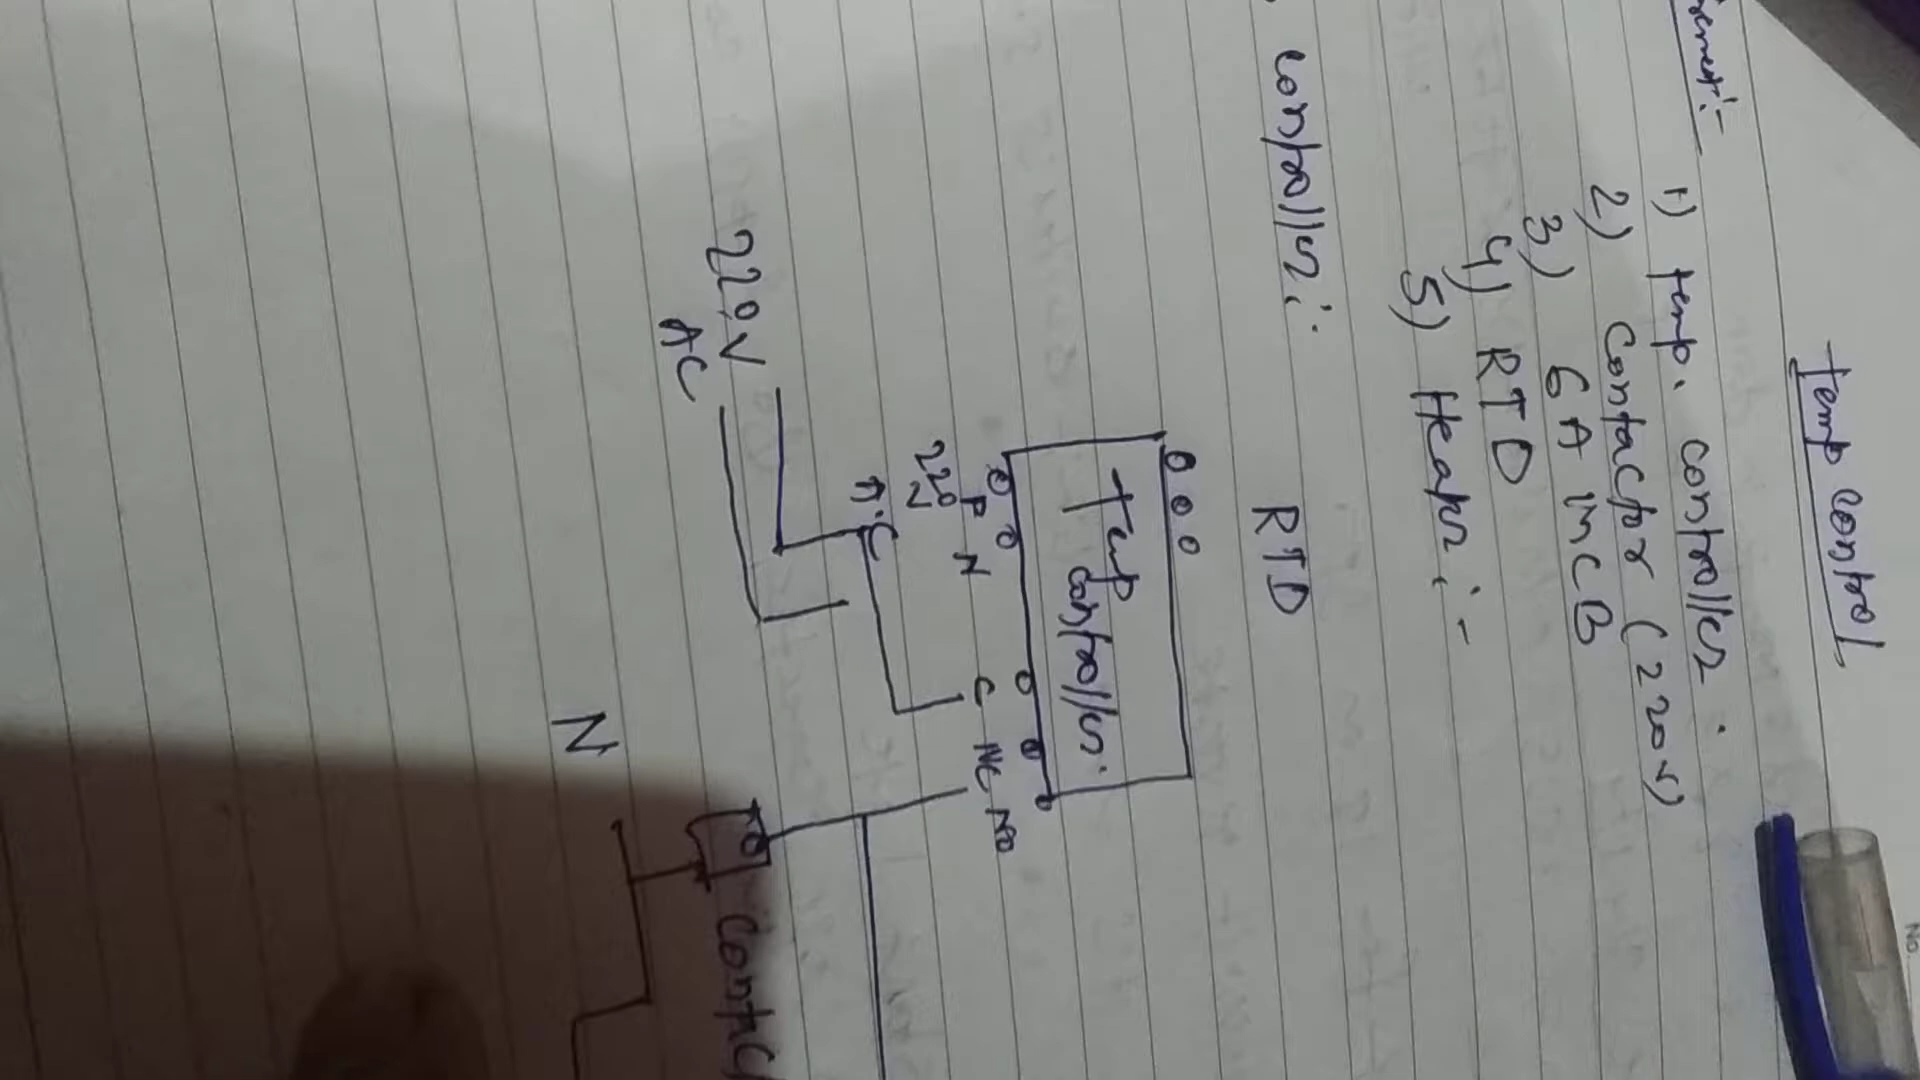 Temp control
1) temp. controller.
2) Contactor (220v)
3) 6A MCB
4) RTD
5) Heater:-
controller:
RTD
Temp
controller.
P N C NC NO
220
A.C
220V
AC
N